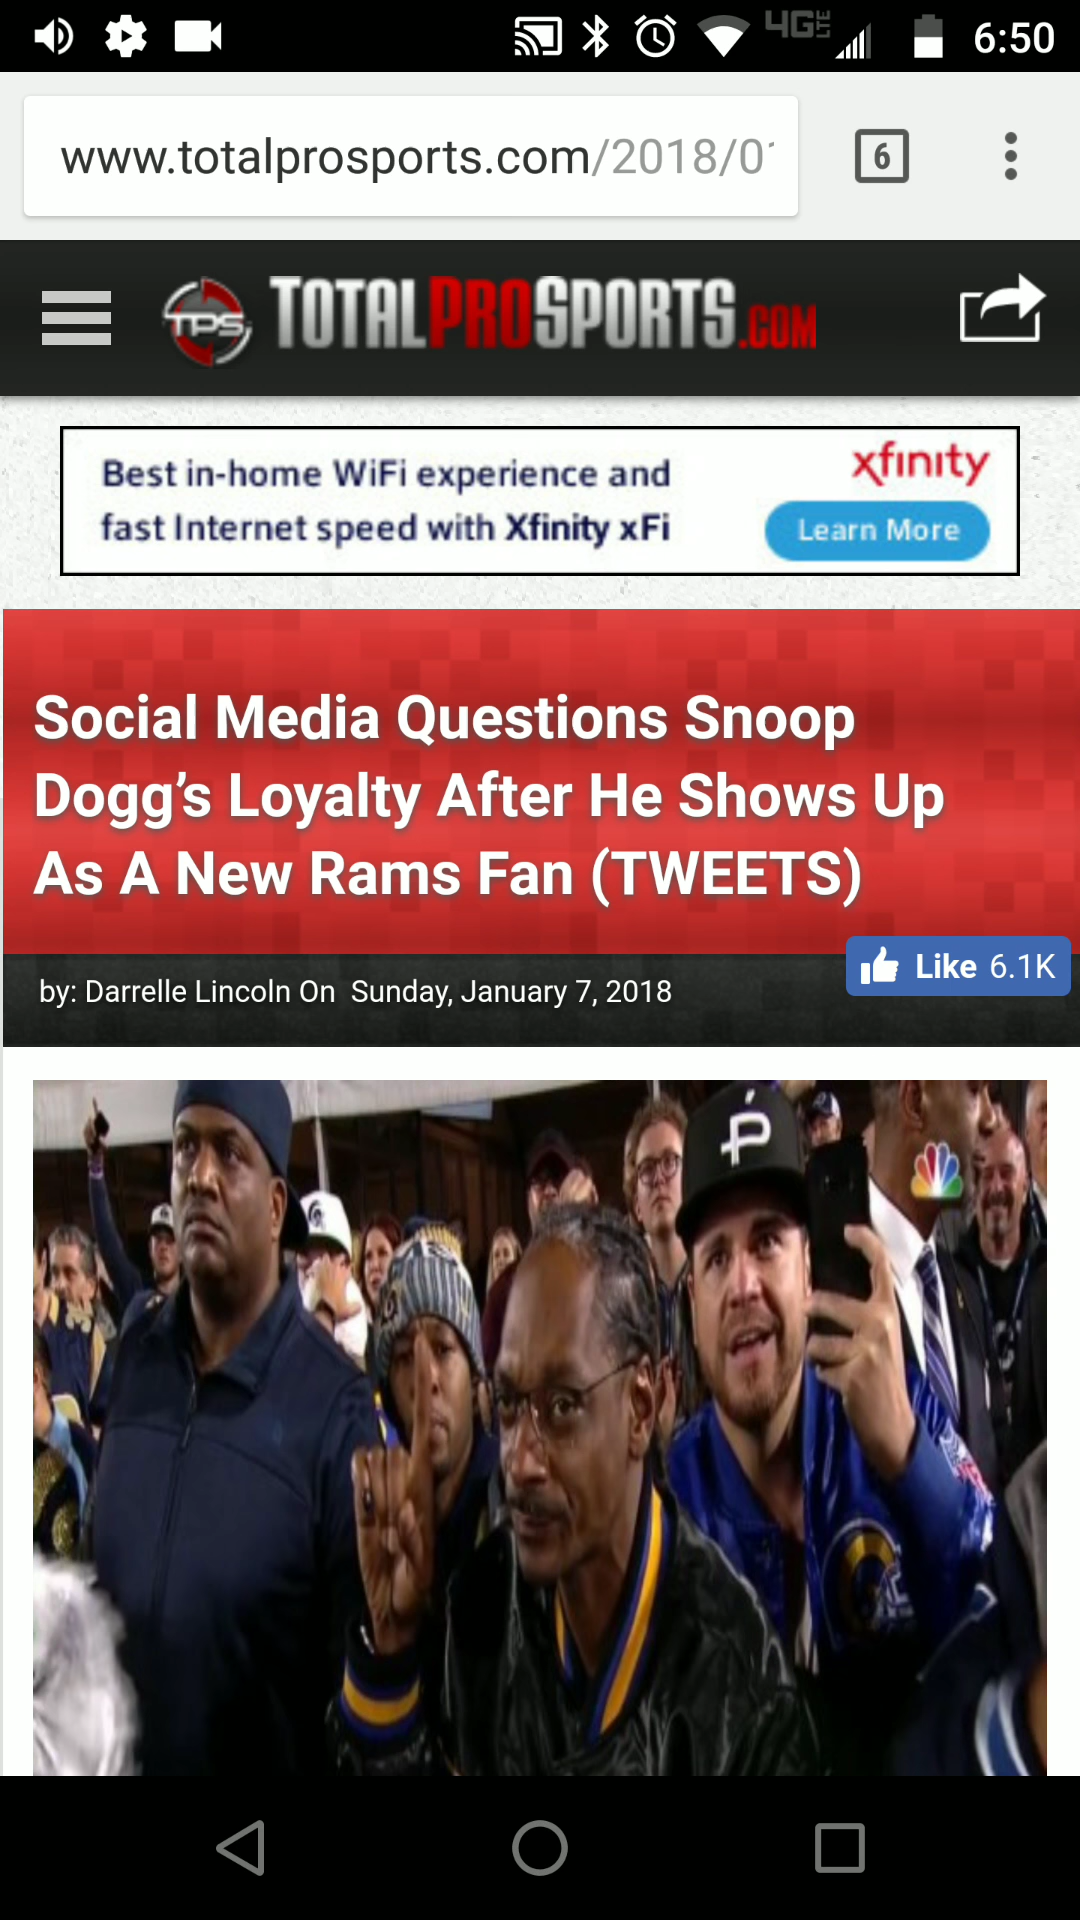 4G LTE 6:50
www.totalprosports.com/2018/0
6
TPS TOTALPROSPORTS.COM
Best in-home WiFi experience and
fast Internet speed with Xfinity xFi
xfinity
Learn More
Social Media Questions Snoop
Dogg’s Loyalty After He Shows Up
As A New Rams Fan (TWEETS)
by: Darrelle Lincoln On Sunday, January 7, 2018
Like 6.1K
P